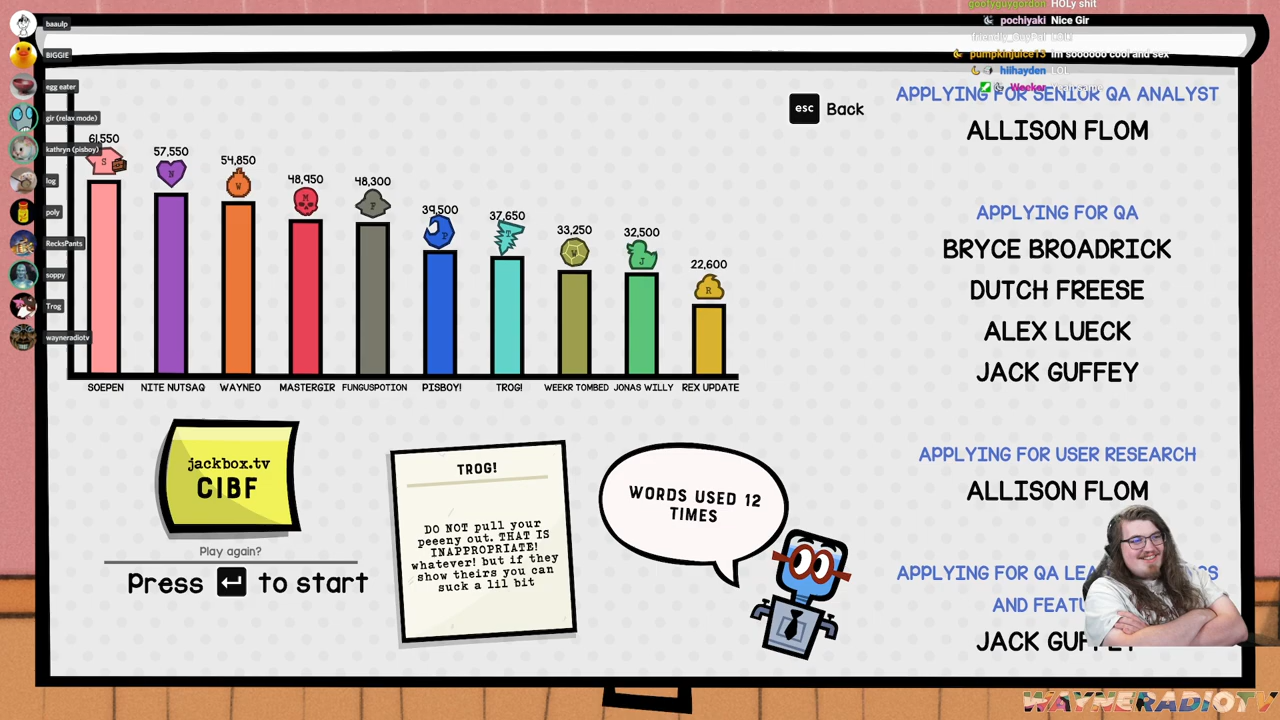 baaulp
BIGGIE
egg eater
gir (relax mode)
kathryn (pisboy)
log
poly
RecksPants
soppy
Trog
wayneradiotv
goofyguygordon HOLy shit
pochiyaki Nice Gir
LOL!
pumpkinjuice13 im soooooo cool and sex
hiihayden LOL
Weeker
esc Back
61,550
57,550
54,850
48,950
48,300
39,500
37,650
33,250
32,500
22,600
S
N
W
M
F
P
T
J
R
SOEPEN
NITE NUTSAQ
WAYNEO
MASTERGIR
FUNGUSPOTION
PISBOY!
TROG!
WEEKR TOMBED
JONAS WILLY
REX UPDATE
jackbox.tv
CIBF
Play again?
Press ↵ to start
TROG!
DO NOT pull your
peeeny out. THAT IS
INAPPROPRIATE!
whatever! but if they
show theirs you can
suck a lil bit
WORDS USED 12
TIMES
APPLYING FOR SENIOR QA ANALYST
ALLISON FLOM
APPLYING FOR QA
BRYCE BROADRICK
DUTCH FREESE
ALEX LUECK
JACK GUFFEY
APPLYING FOR USER RESEARCH
ALLISON FLOM
APPLYING FOR QA
AND
JACK
WAYNERADIOTV